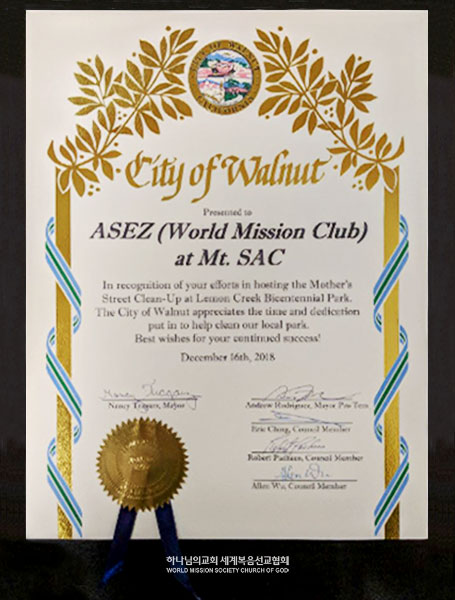 CITY OF WALNUT
CALIFORNIA
City of Walnut
Presented to
ASEZ (World Mission Club)
at Mt. SAC
In recognition of your efforts in hosting the Mother's
Street Clean-Up at Lemon Creek Bicentennial Park.
The City of Walnut appreciates the time and dedication
put in to help clean our local park.
Best wishes for your continued success!
December 16th, 2018
Nancy Tragarz, Mayor
Andrew Rodriguez, Mayor Pro Tem
Eric Ching, Council Member
Robert Pacheco, Council Member
Allen Wu, Council Member
하나님의교회 세계복음선교협회
WORLD MISSION SOCIETY CHURCH OF GOD